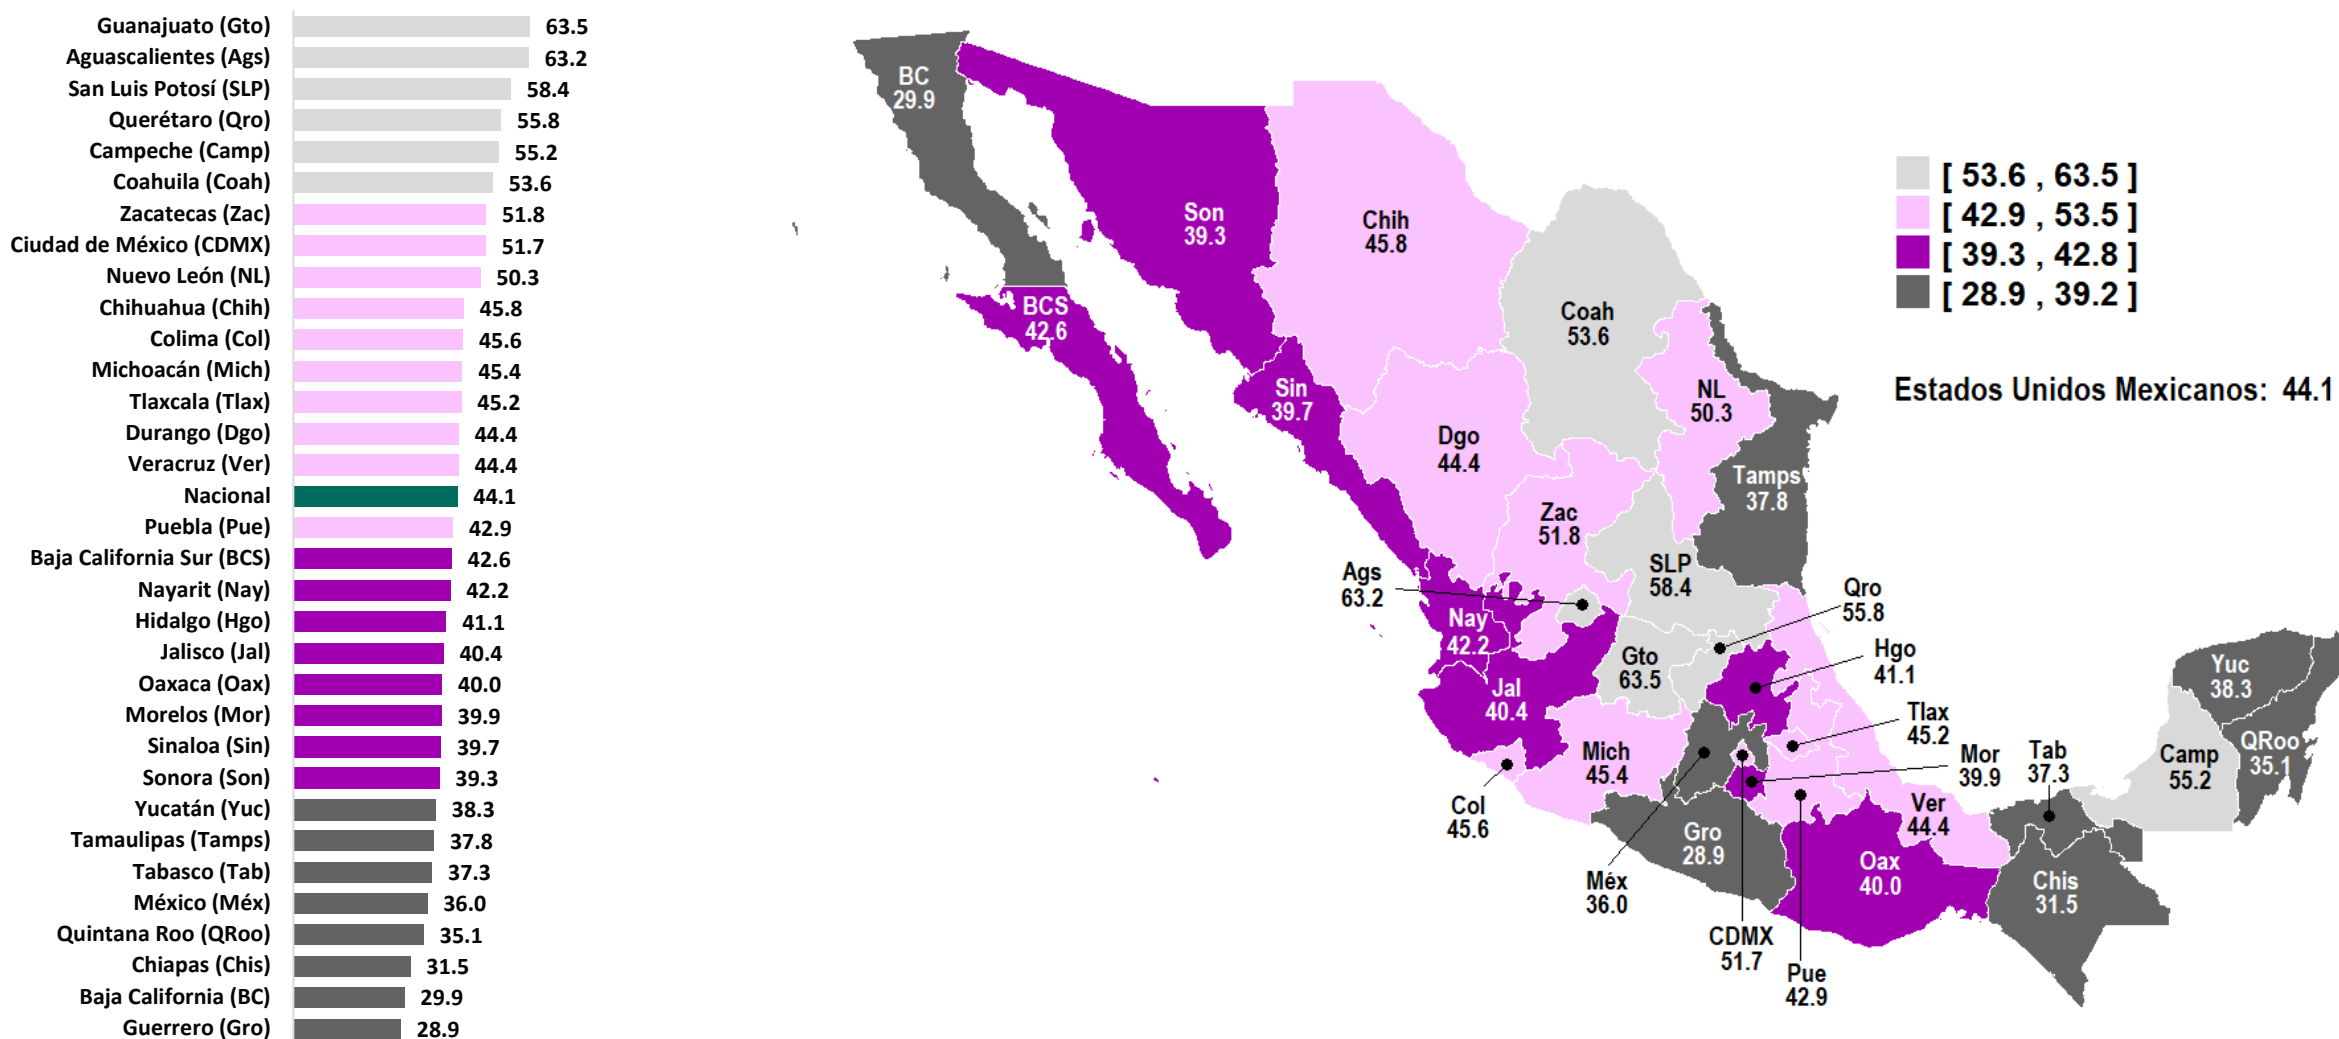 Guanajuato (Gto) 63.5
Aguascalientes (Ags) 63.2
San Luis Potosí (SLP) 58.4
Querétaro (Qro) 55.8
Campeche (Camp) 55.2
Coahuila (Coah) 53.6
Zacatecas (Zac) 51.8
Ciudad de México (CDMX) 51.7
Nuevo León (NL) 50.3
Chihuahua (Chih) 45.8
Colima (Col) 45.6
Michoacán (Mich) 45.4
Tlaxcala (Tlax) 45.2
Durango (Dgo) 44.4
Veracruz (Ver) 44.4
Nacional 44.1
Puebla (Pue) 42.9
Baja California Sur (BCS) 42.6
Nayarit (Nay) 42.2
Hidalgo (Hgo) 41.1
Jalisco (Jal) 40.4
Oaxaca (Oax) 40.0
Morelos (Mor) 39.9
Sinaloa (Sin) 39.7
Sonora (Son) 39.3
Yucatán (Yuc) 38.3
Tamaulipas (Tamps) 37.8
Tabasco (Tab) 37.3
México (Méx) 36.0
Quintana Roo (QRoo) 35.1
Chiapas (Chis) 31.5
Baja California (BC) 29.9
Guerrero (Gro) 28.9
BC
29.9
Son
39.3
Chih
45.8
BCS
42.6
Coah
53.6
Sin
39.7
NL
50.3
Dgo
44.4
Tamps
37.8
Zac
51.8
SLP
58.4
Ags
63.2
Qro
55.8
Nay
42.2
Gto
63.5
Hgo
41.1
Jal
40.4
Tlax
45.2
Mich
45.4
Mor
39.9
Tab
37.3
Camp
55.2
Yuc
38.3
QRoo
35.1
Col
45.6
Ver
44.4
Gro
28.9
Oax
40.0
Méx
36.0
Chis
31.5
CDMX
51.7
Pue
42.9
[ 53.6 , 63.5 ]
[ 42.9 , 53.5 ]
[ 39.3 , 42.8 ]
[ 28.9 , 39.2 ]
Estados Unidos Mexicanos: 44.1